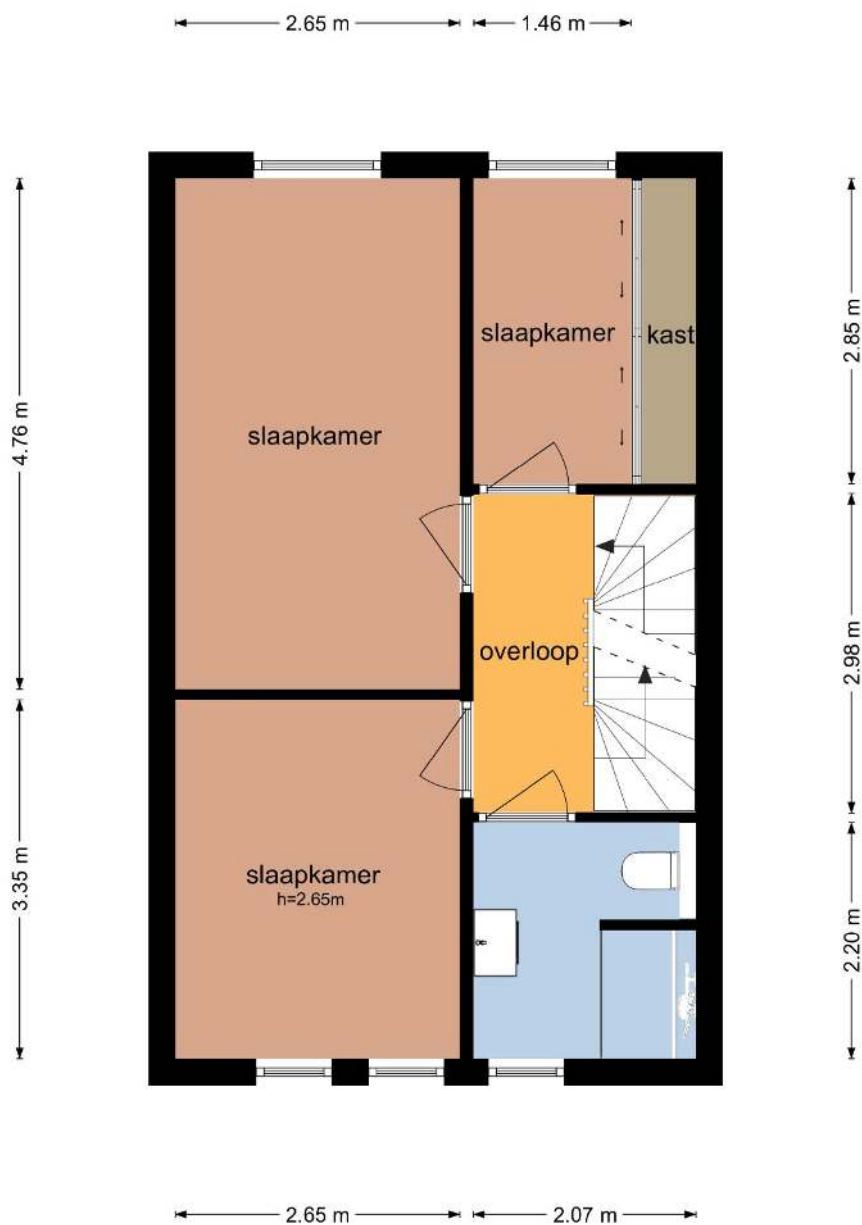 2.65 m
1.46 m
2.85 m
slaapkamer
kast
4.76 m
slaapkamer
2.98 m
overloop
3.35 m
slaapkamer
h=2.65m
2.20 m
2.65 m
2.07 m